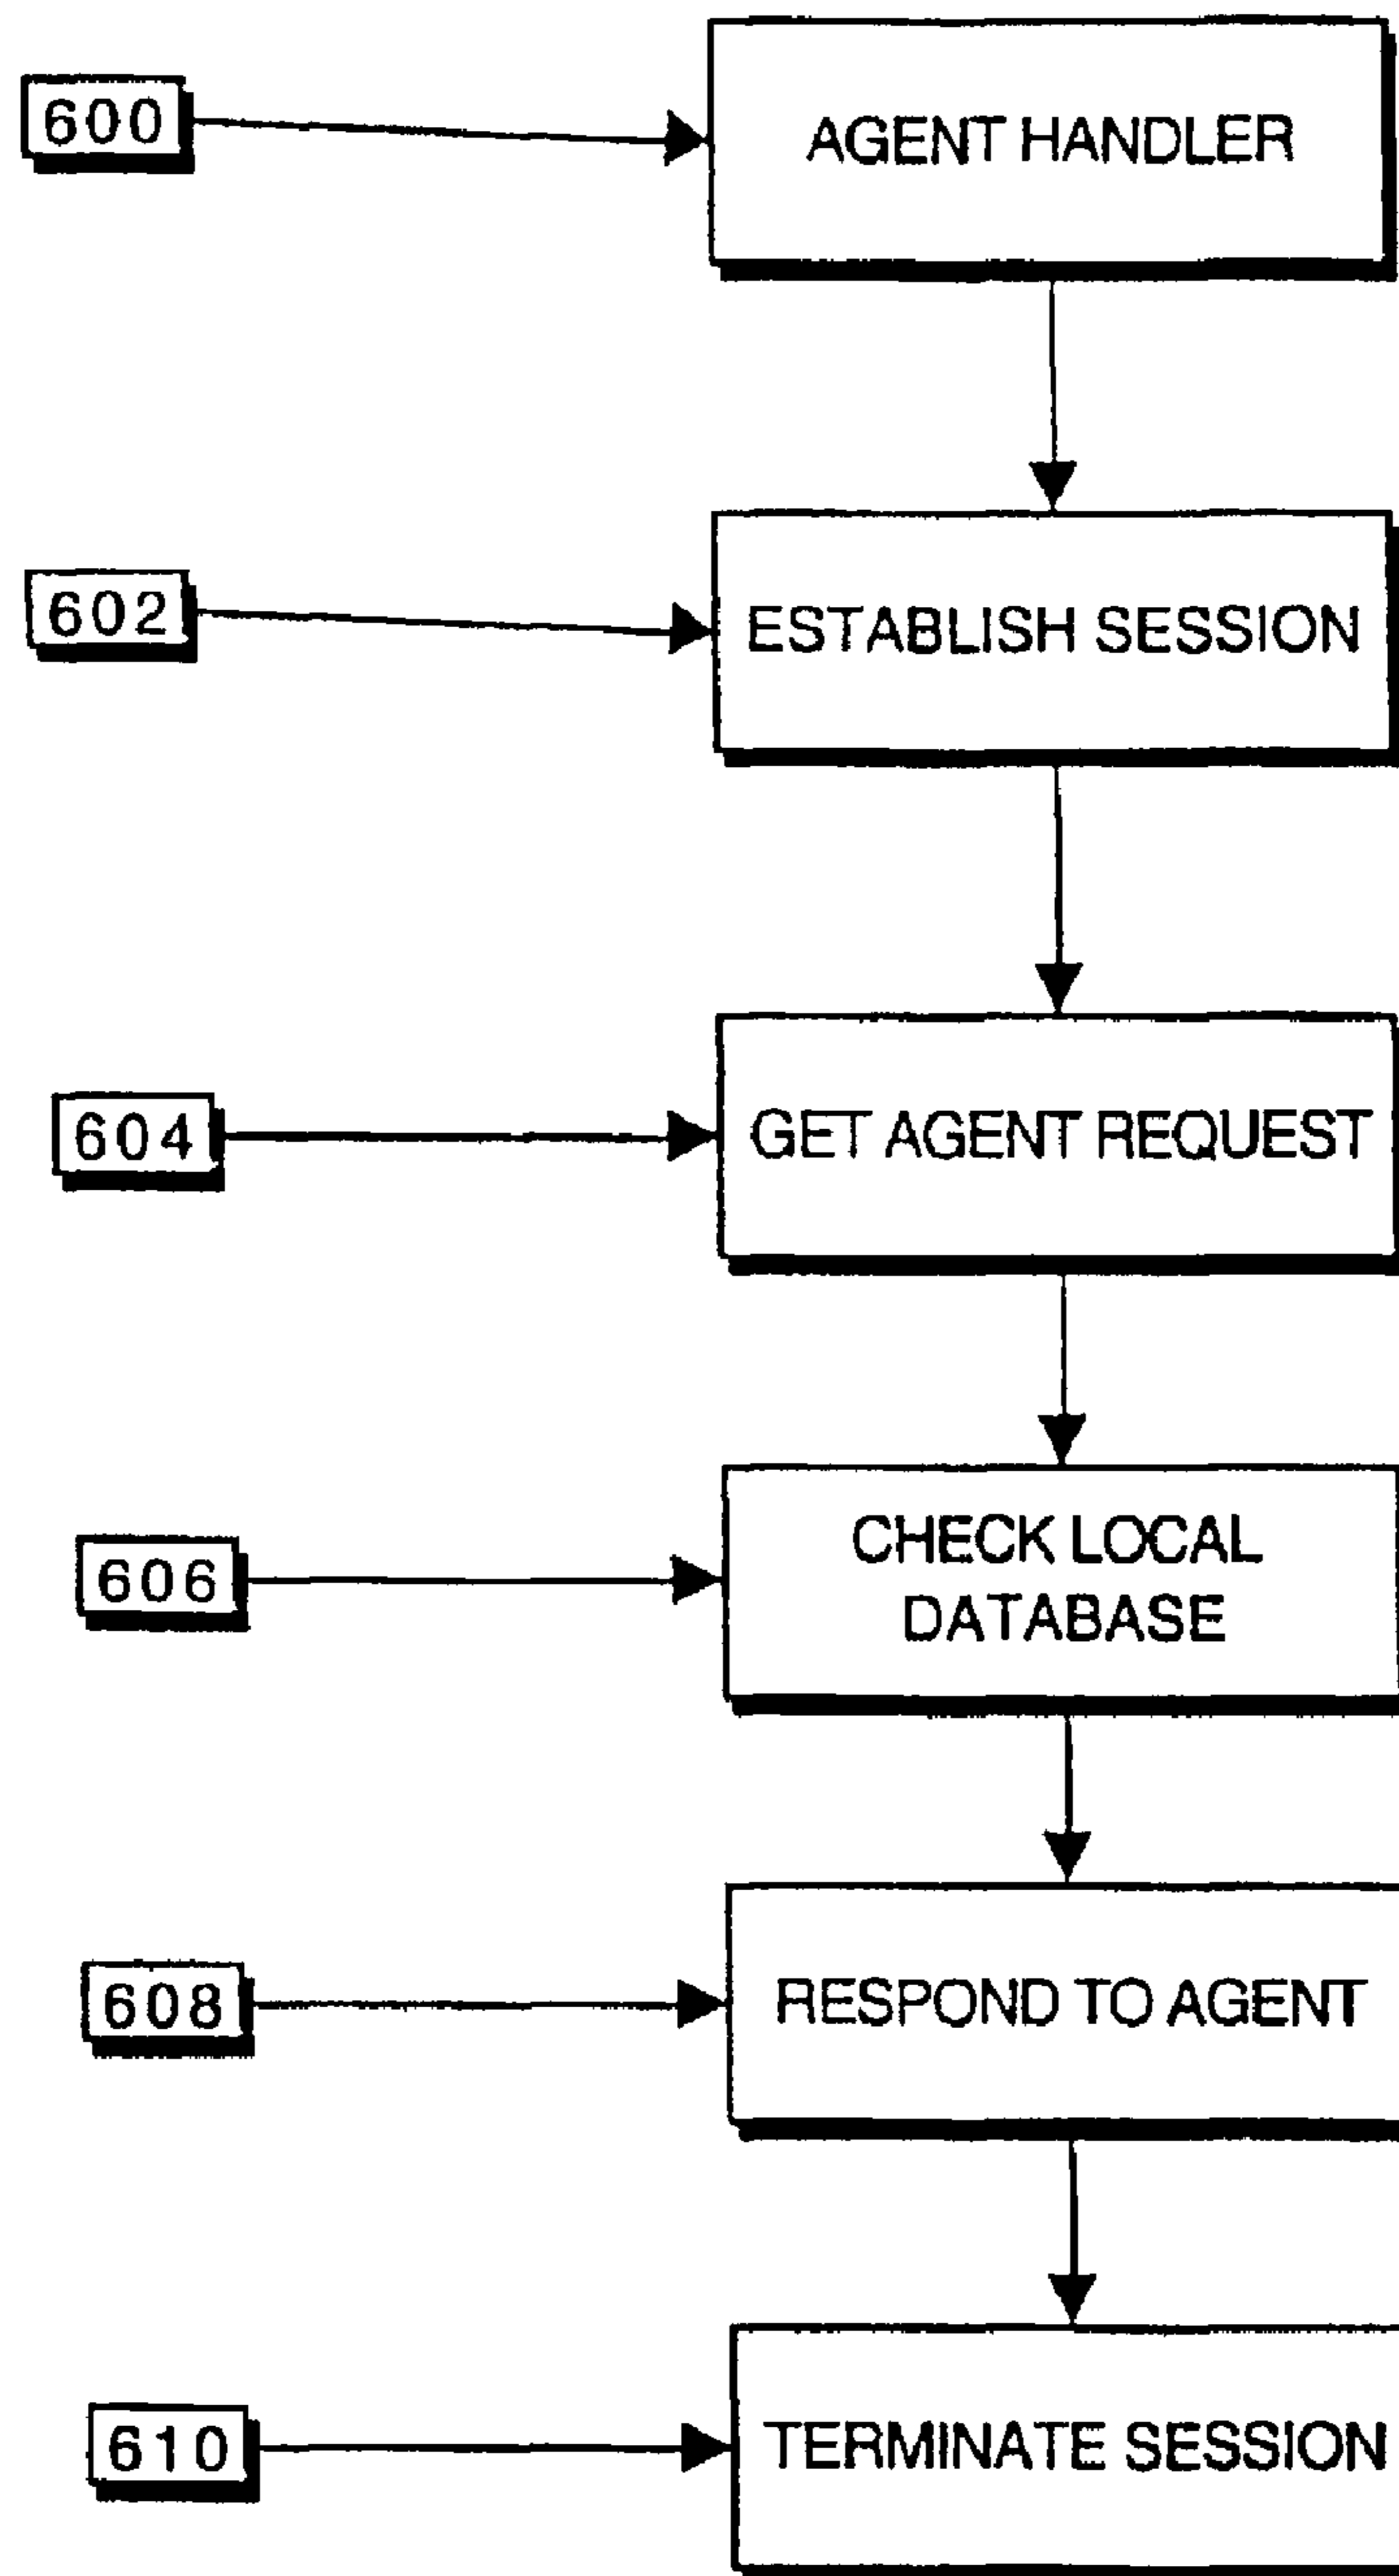 600
AGENT HANDLER
602
ESTABLISH SESSION
604
GET AGENT REQUEST
606
CHECK LOCAL
DATABASE
608
RESPOND TO AGENT
610
TERMINATE SESSION